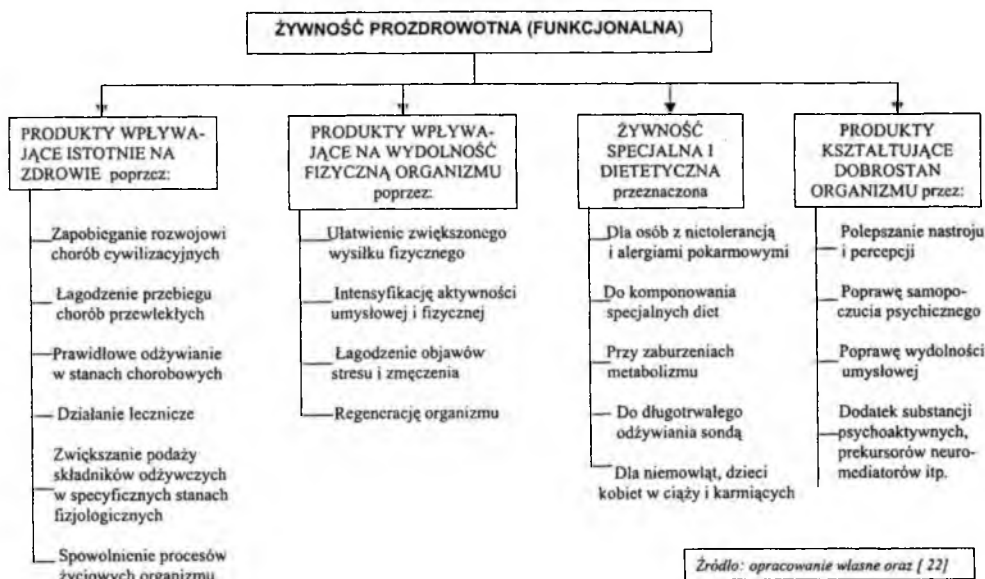 ŻYWNOŚĆ PROZDROWOTNA (FUNKCJONALNA)
PRODUKTY WPŁYWA-
JĄCE ISTOTNIE NA
ZDROWIE poprzez:
Zapobieganie rozwojowi
chorób cywilizacyjnych
Łagodzenie przebiegu
chorób przewlekłych
Prawidłowe odżywianie
w stanach chorobowych
Działanie lecznicze
Zwiększanie podaży
składników odżywczych
w specyficznych stanach
fizjologicznych
Spowolnienie procesów
życiowych organizmu
PRODUKTY WPŁYWA-
JĄCE NA WYDOLNOŚĆ
FIZYCZNĄ ORGANIZMU
poprzez:
Ułatwienie zwiększonego
wysiłku fizycznego
Intensyfikację aktywności
umysłowej i fizycznej
Łagodzenie objawów
stresu i zmęczenia
Regenerację organizmu
ŻYWNOŚĆ
SPECJALNA I
DIETETYCZNA
przeznaczona
Dla osób z nietolerancją
i alergiami pokarmowymi
Do komponowania
specjalnych diet
Przy zaburzeniach
metabolizmu
Do długotrwałego
odżywiania sondą
Dla niemowląt, dzieci
kobiet w ciąży i karmiących
PRODUKTY
KSZTAŁTUJĄCE
DOBROSTAN
ORGANIZMU przez:
Polepszanie nastroju
i percepcji
Poprawę samopo-
czucia psychicznego
Poprawę wydolności
umysłowej
Dodatek substancji
psychoaktywnych,
prekursorów neuro-
mediatorów itp.
Źródło: opracowanie własne oraz [ 22]